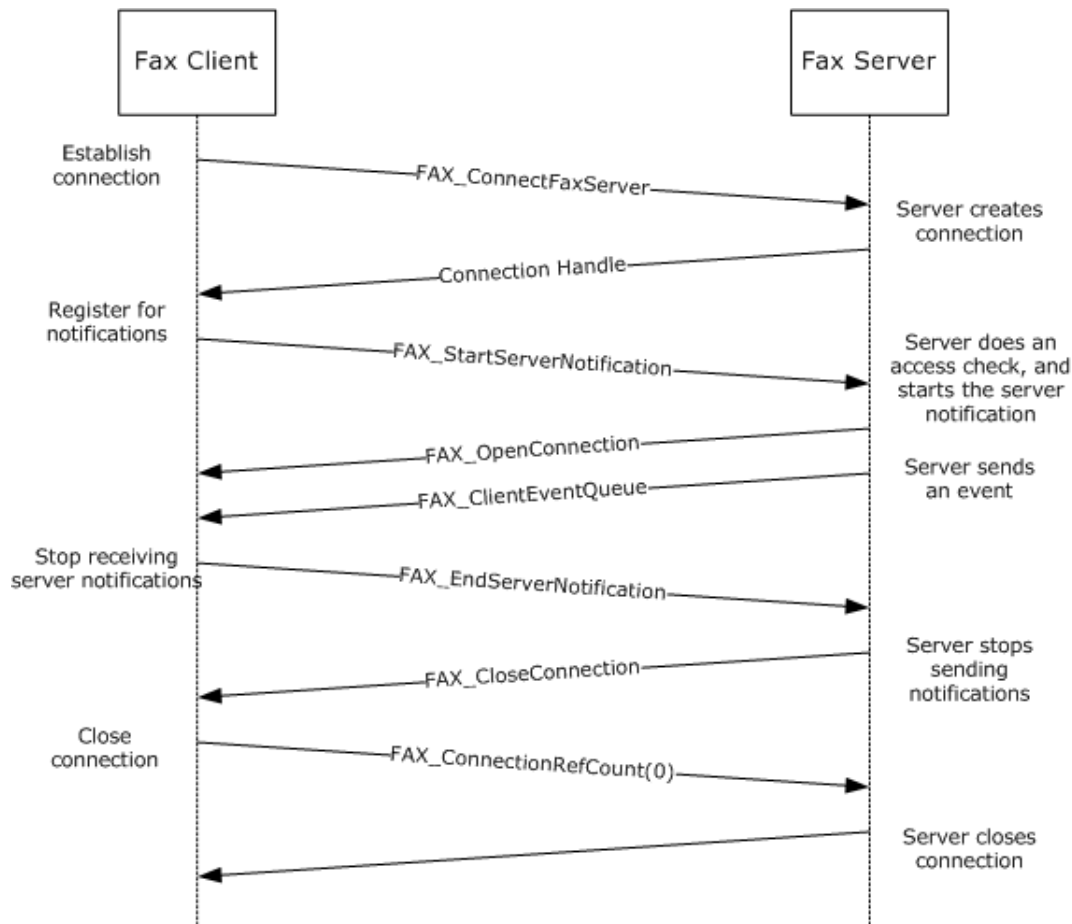 Fax Client
Fax Server
Establish
connection
FAX_ConnectFaxServer
Server creates
connection
Connection Handle
Register for
notifications
FAX_StartServerNotification
Server does an
access check, and
starts the server
notification
FAX_OpenConnection
Server sends
an event
FAX_ClientEventQueue
Stop receiving
server notifications
FAX_EndServerNotification
Server stops
sending
notifications
FAX_CloseConnection
Close
connection
FAX_ConnectionRefCount(0)
Server closes
connection